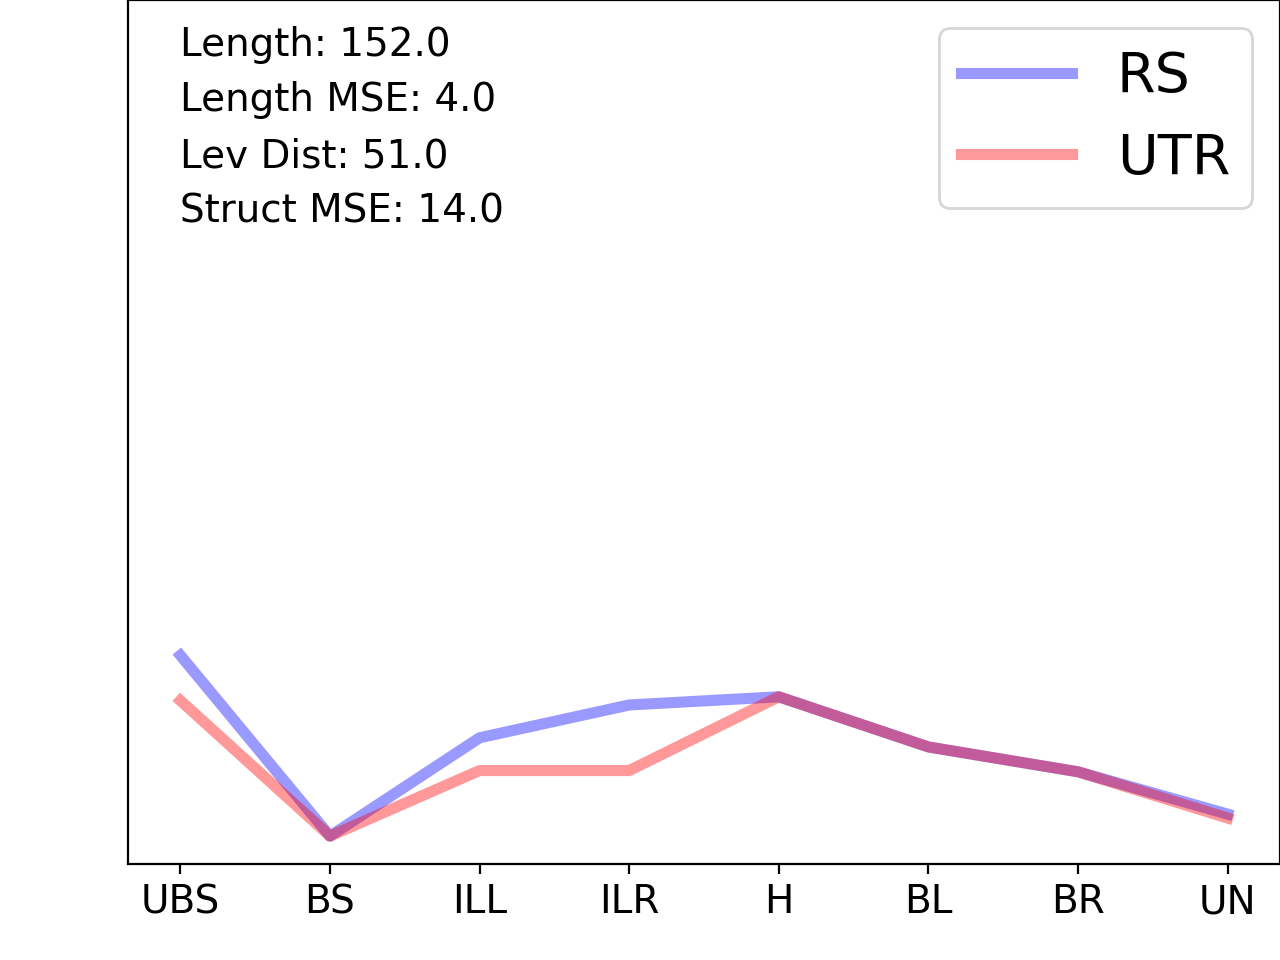 Length: 152.0
Length MSE: 4.0
Lev Dist: 51.0
Struct MSE: 14.0
RS
UTR
UBS BS ILL ILR H BL BR UN